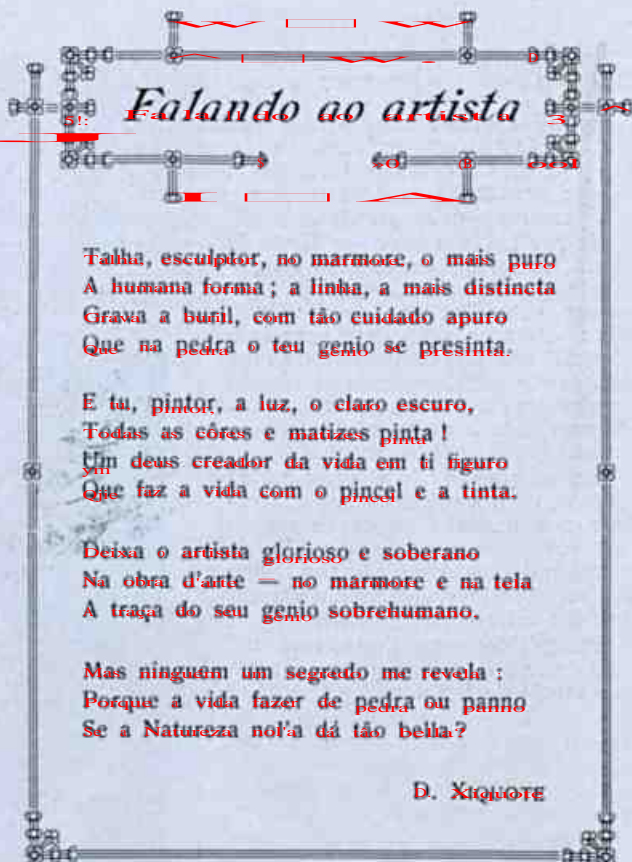 Falando ao artista
Talha, esculptor, no marmore, o mais puro
A humana forma; a linha, a mais distincta
Grava a buril, com tão cuidado apuro
Que na pedra o teu genio se presinta.
E tu, pintor, a luz, o claro escuro,
Todas as côres e matizes pinta!
Um deus creador da vida em ti figuro
Que faz a vida com o pincel e a tinta.
Deixa o artista glorioso e soberano
Na obra d'arte — no marmore e na tela
A traça do seu genio sobrehumano.
Mas ninguem um segredo me revela:
Porque a vida fazer de pedra ou panno
Se a Natureza nol'a dá tão bella?
D. XIQUOTE